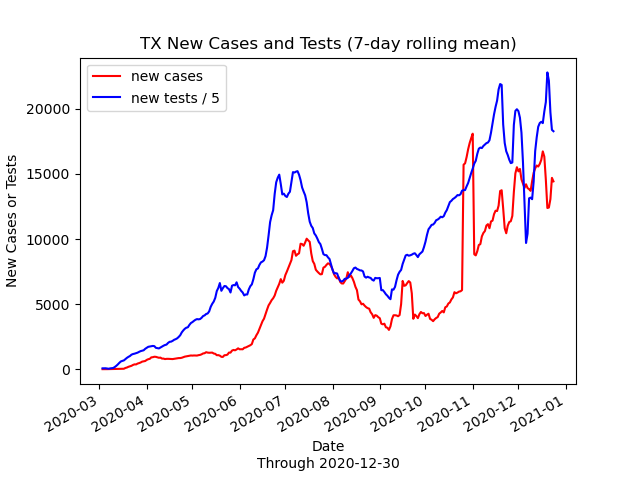 TX New Cases and Tests (7-day rolling mean)
new cases
new tests / 5
New Cases or Tests
20000
15000
10000
5000
0
2020-03
2020-04
2020-05
2020-06
2020-07
2020-08
2020-09
2020-10
2020-11
2020-12
2021-01
Date
Through 2020-12-30